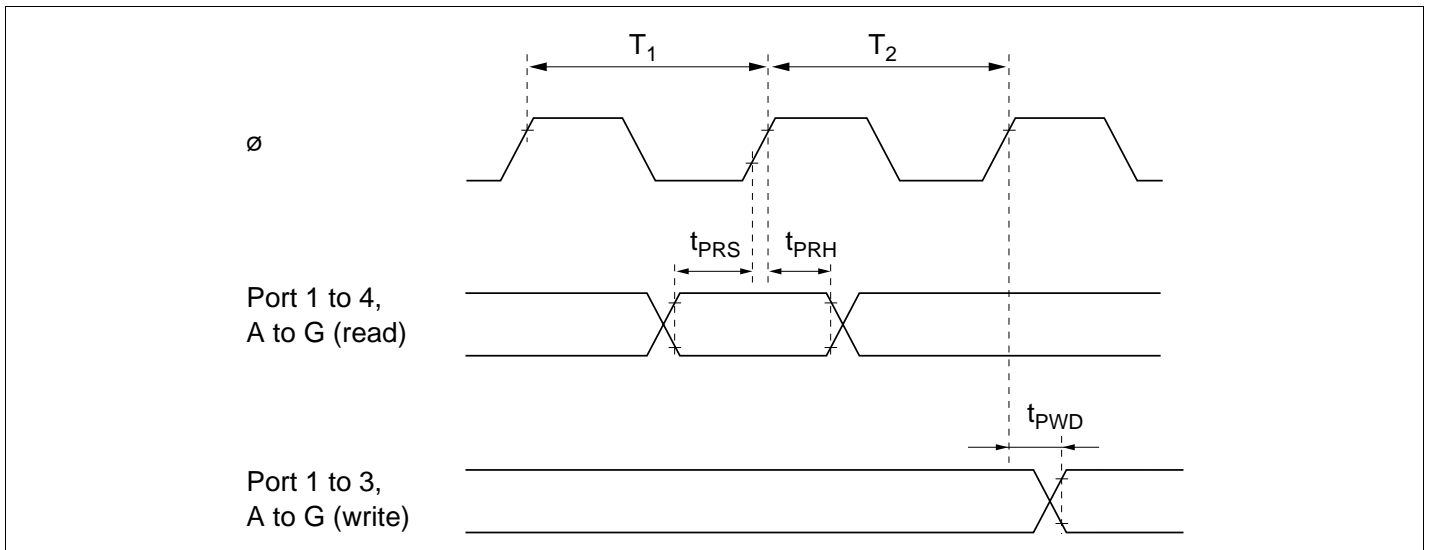 T1 T2
ø
tPRS tPRH
Port 1 to 4,
A to G (read)
tPWD
Port 1 to 3,
A to G (write)